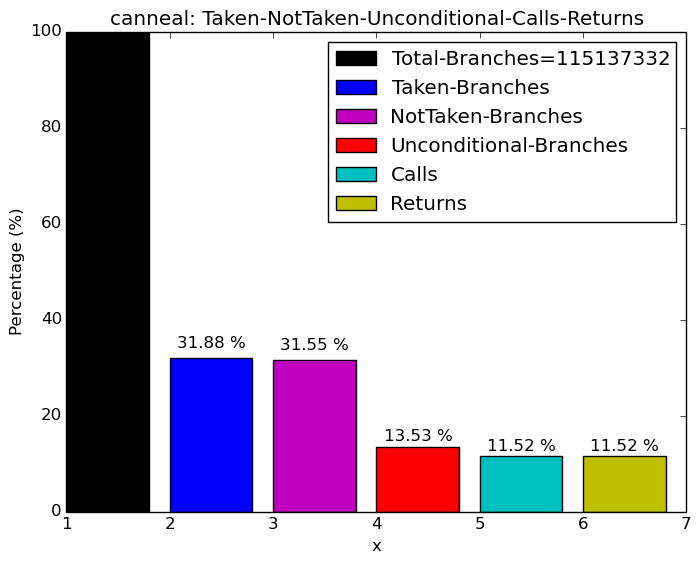 canneal: Taken-NotTaken-Unconditional-Calls-Returns
100
80
60
40
20
0
Percentage (%)
Total-Branches=115137332
Taken-Branches
NotTaken-Branches
Unconditional-Branches
Calls
Returns
31.88 %
31.55 %
13.53 %
11.52 %
11.52 %
1 2 3 4 5 6 7
x